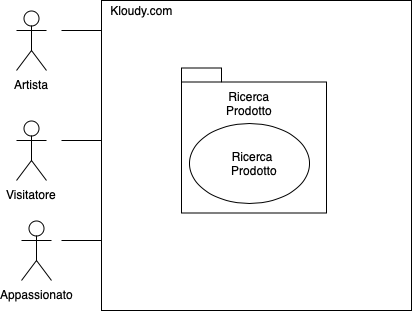 Kloudy.com
Artista
Ricerca
Prodotto
Ricerca
Prodotto
Visitatore
Appassionato